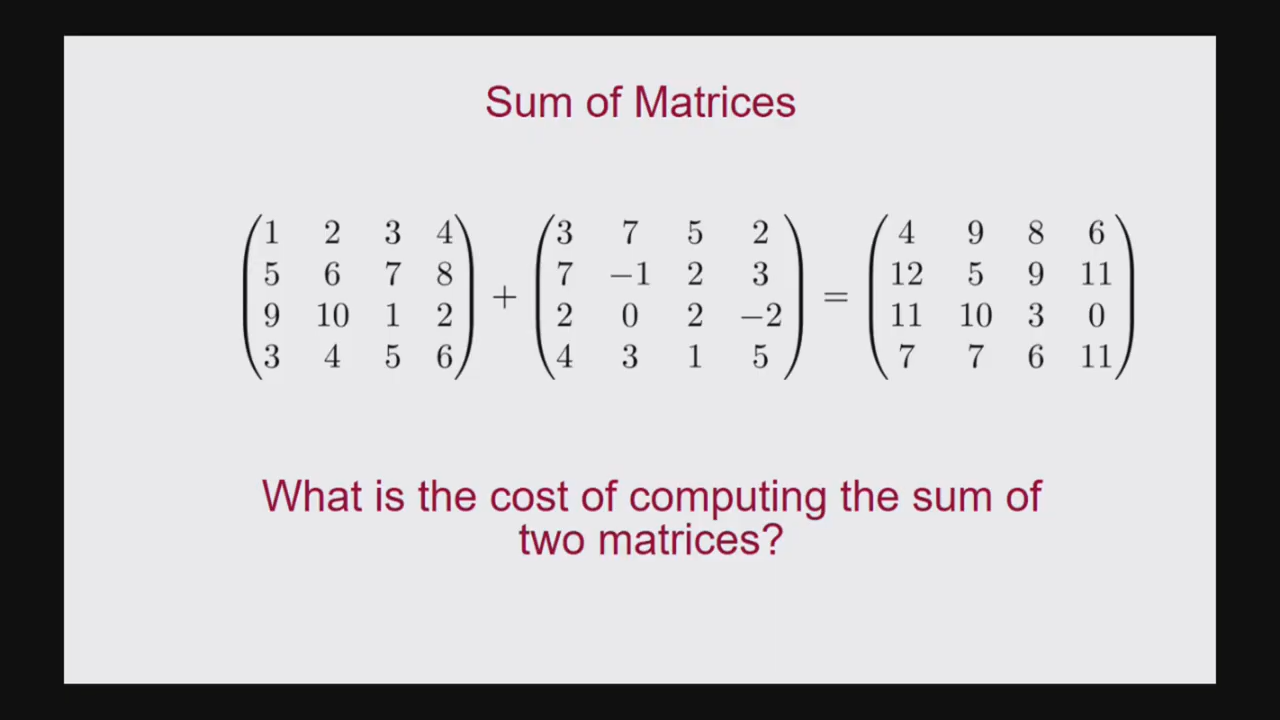 Sum of Matrices
1 2 3 4 3 7 5 2 4 9 8 6
5 6 7 8 7 −1 2 3 12 5 9 11
+ =
9 10 1 2 2 0 2 −2 11 10 3 0
3 4 5 6 4 3 1 5 7 7 6 11
What is the cost of computing the sum of
two matrices?